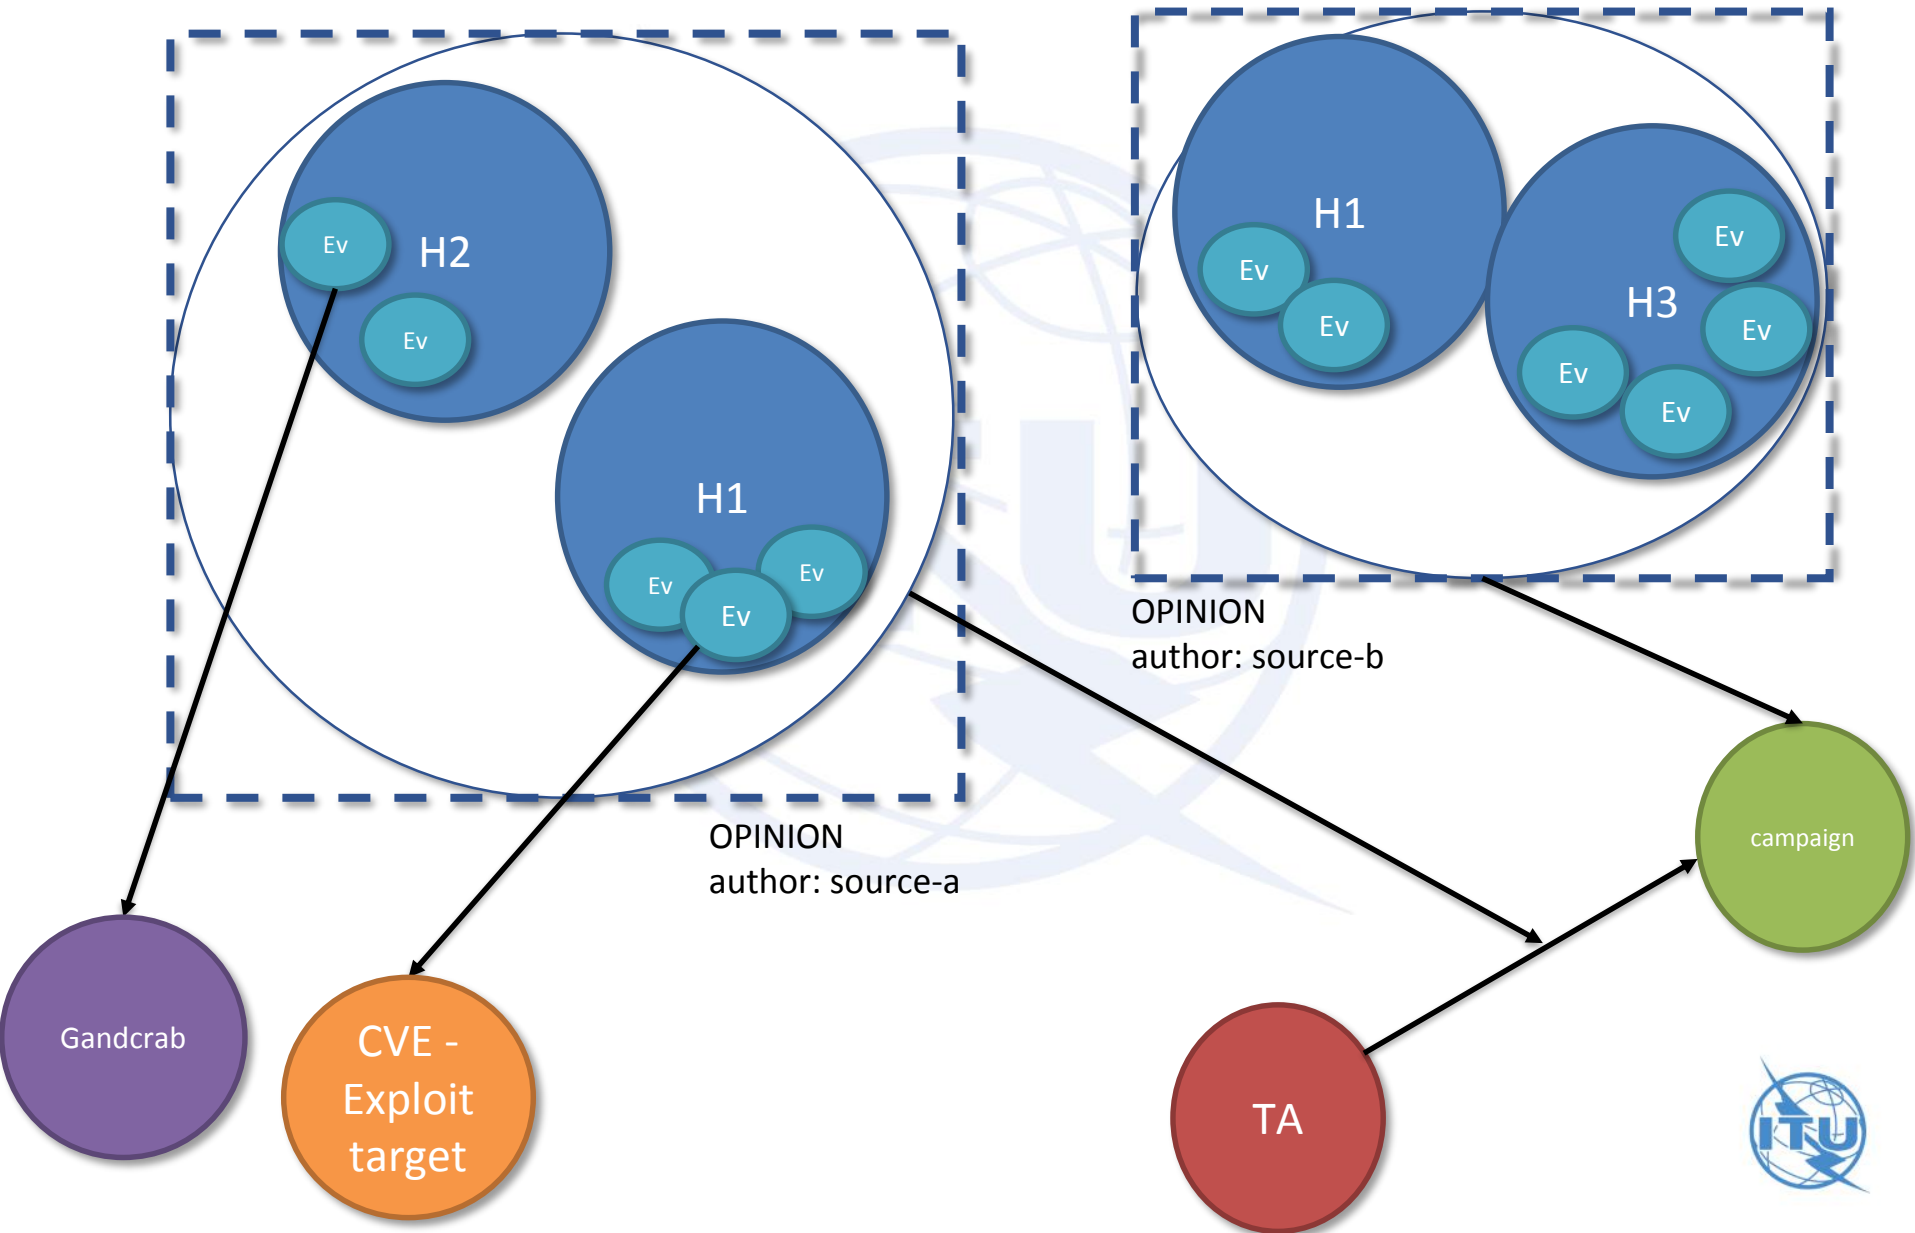 H2
Ev
Ev
H1
Ev
Ev
Ev
OPINION
author: source-a
H1
Ev
Ev
H3
Ev
Ev
Ev
Ev
OPINION
author: source-b
Gandcrab
CVE -
Exploit
target
TA
campaign
ITU